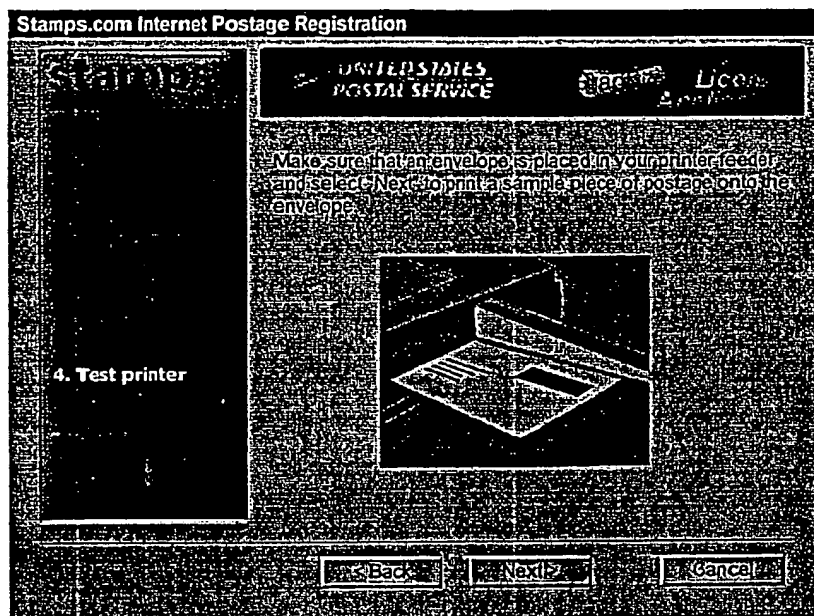 Stamps.com Internet Postage Registration
stamps
UNITED STATES
POSTAL SERVICE
Make sure that an envelope is placed in your printer feeder
and select <Next> to print a sample piece of postage onto the
envelope.
4. Test printer
< Back
Next >
Cancel